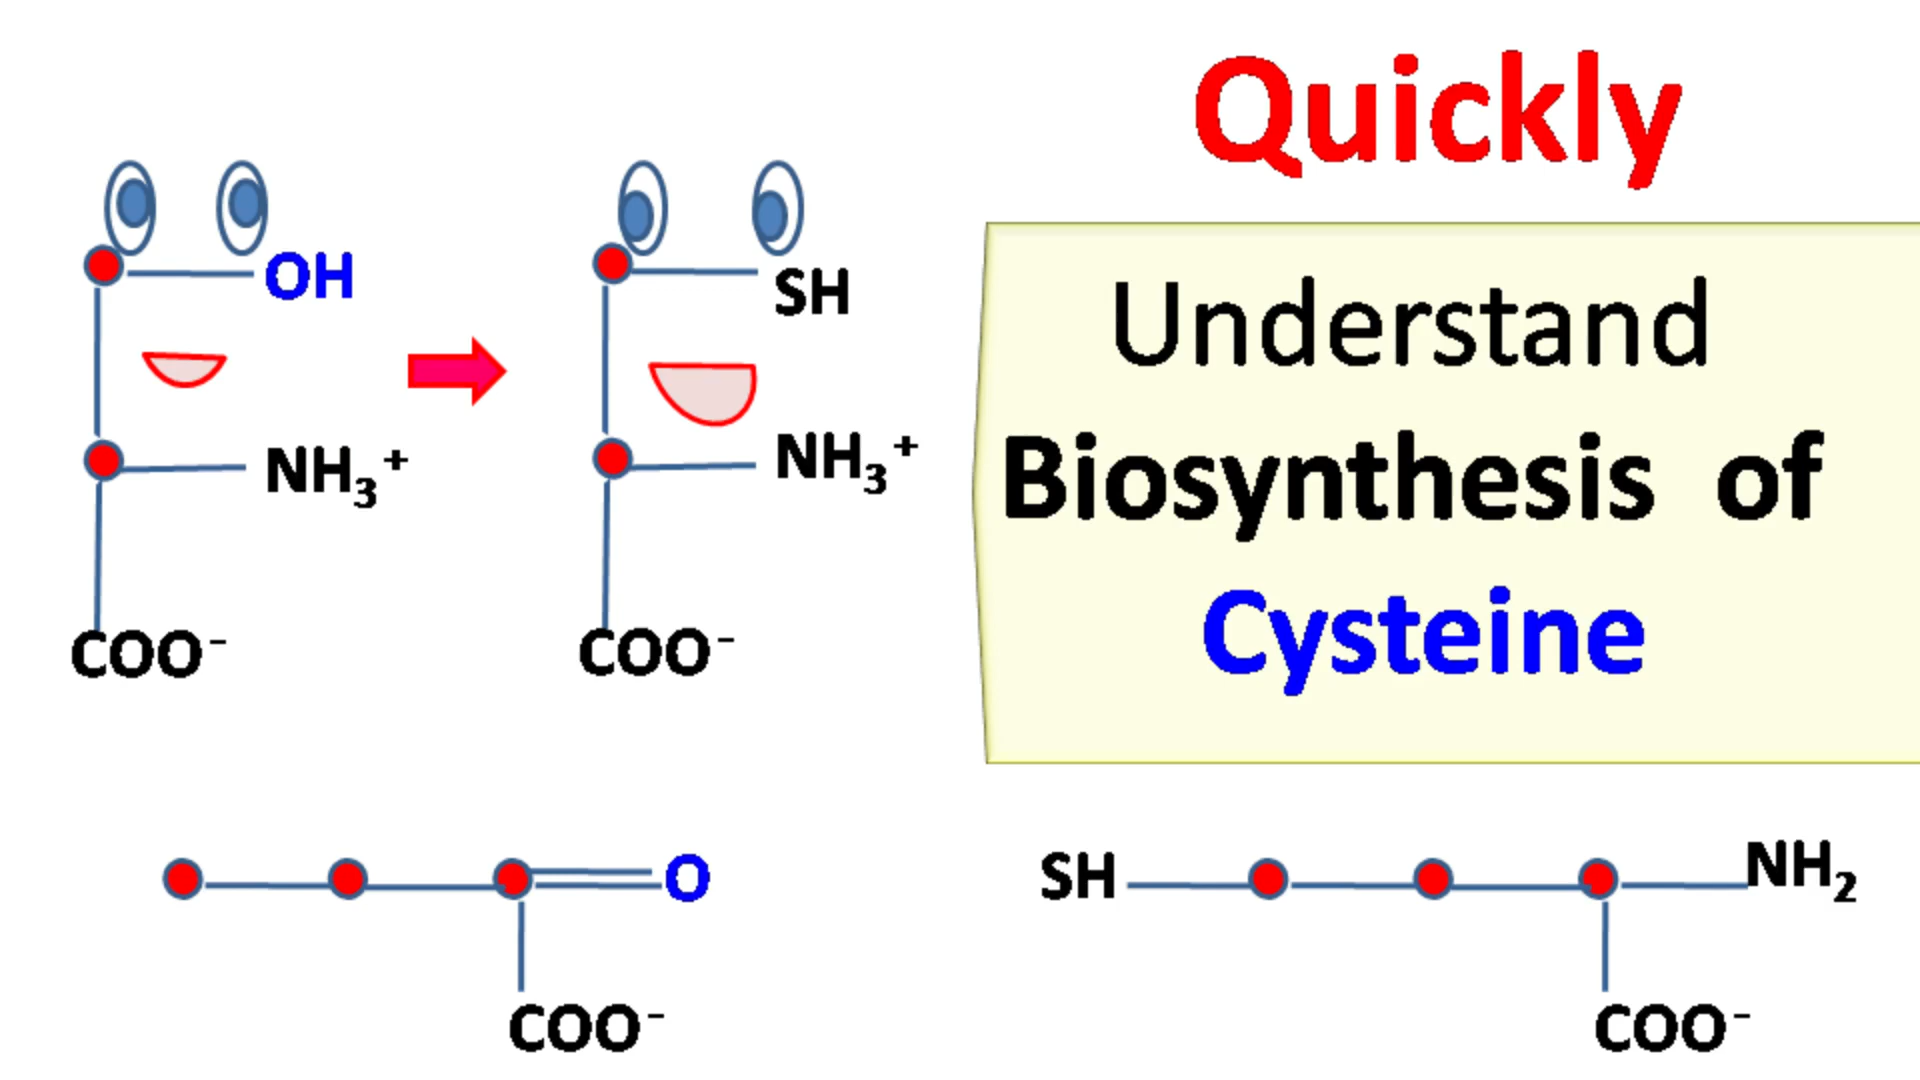 Quickly
Understand
Biosynthesis of
Cysteine
OH
NH₃⁺
COO⁻
SH
NH₃⁺
COO⁻
O
COO⁻
SH
NH₂
COO⁻